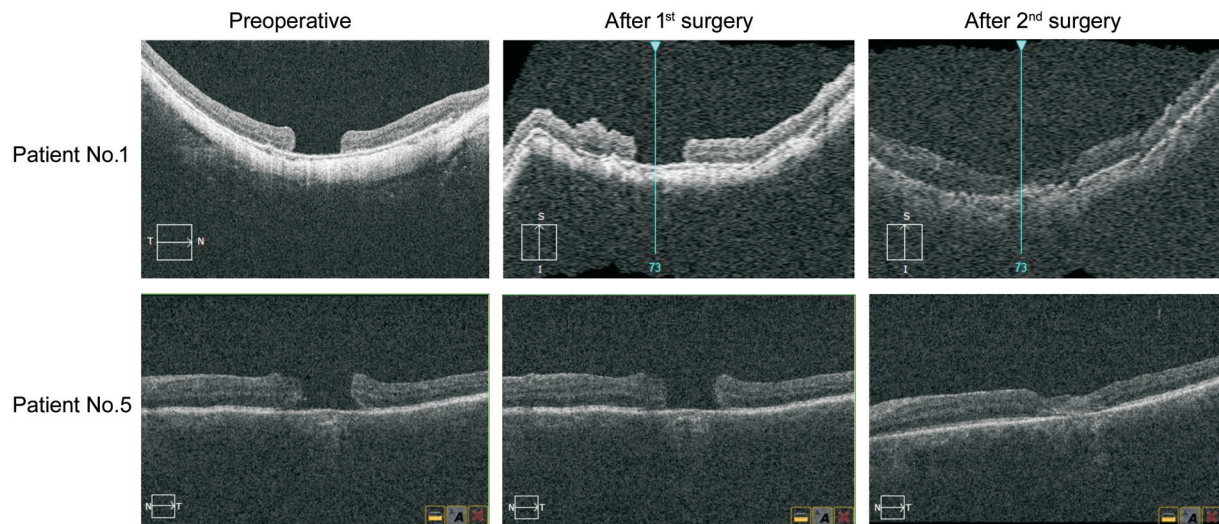 Preoperative
After 1st surgery
After 2nd surgery
Patient No.1
T N
S
I
73
S
I
73
Patient No.5
N T
A
N T
A
A